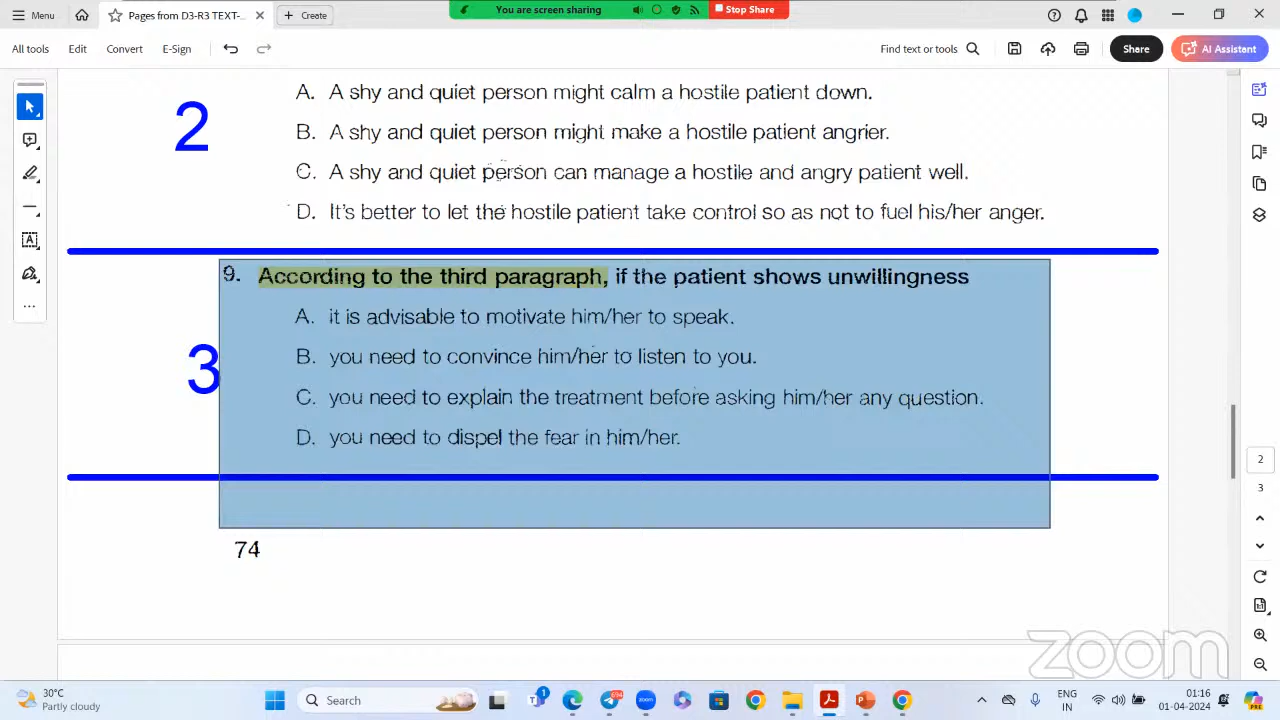 Menu
Pages from D3-R3 TEXT-...
Create
You are screen sharing
Stop Share
All tools
Edit
Convert
E-Sign
Find text or tools
Share
AI Assistant
2
A. A shy and quiet person might calm a hostile patient down.
B. A shy and quiet person might make a hostile patient angrier.
C. A shy and quiet person can manage a hostile and angry patient well.
D. It's better to let the hostile patient take control so as not to fuel his/her anger.
9. According to the third paragraph, if the patient shows unwillingness
A. it is advisable to motivate him/her to speak.
3
B. you need to convince him/her to listen to you.
C. you need to explain the treatment before asking him/her any question.
D. you need to dispel the fear in him/her.
2
3
74
zoom
30°C
Partly cloudy
Search
1
694
zoom
ENG
IN
01:16
01-04-2024
PRE